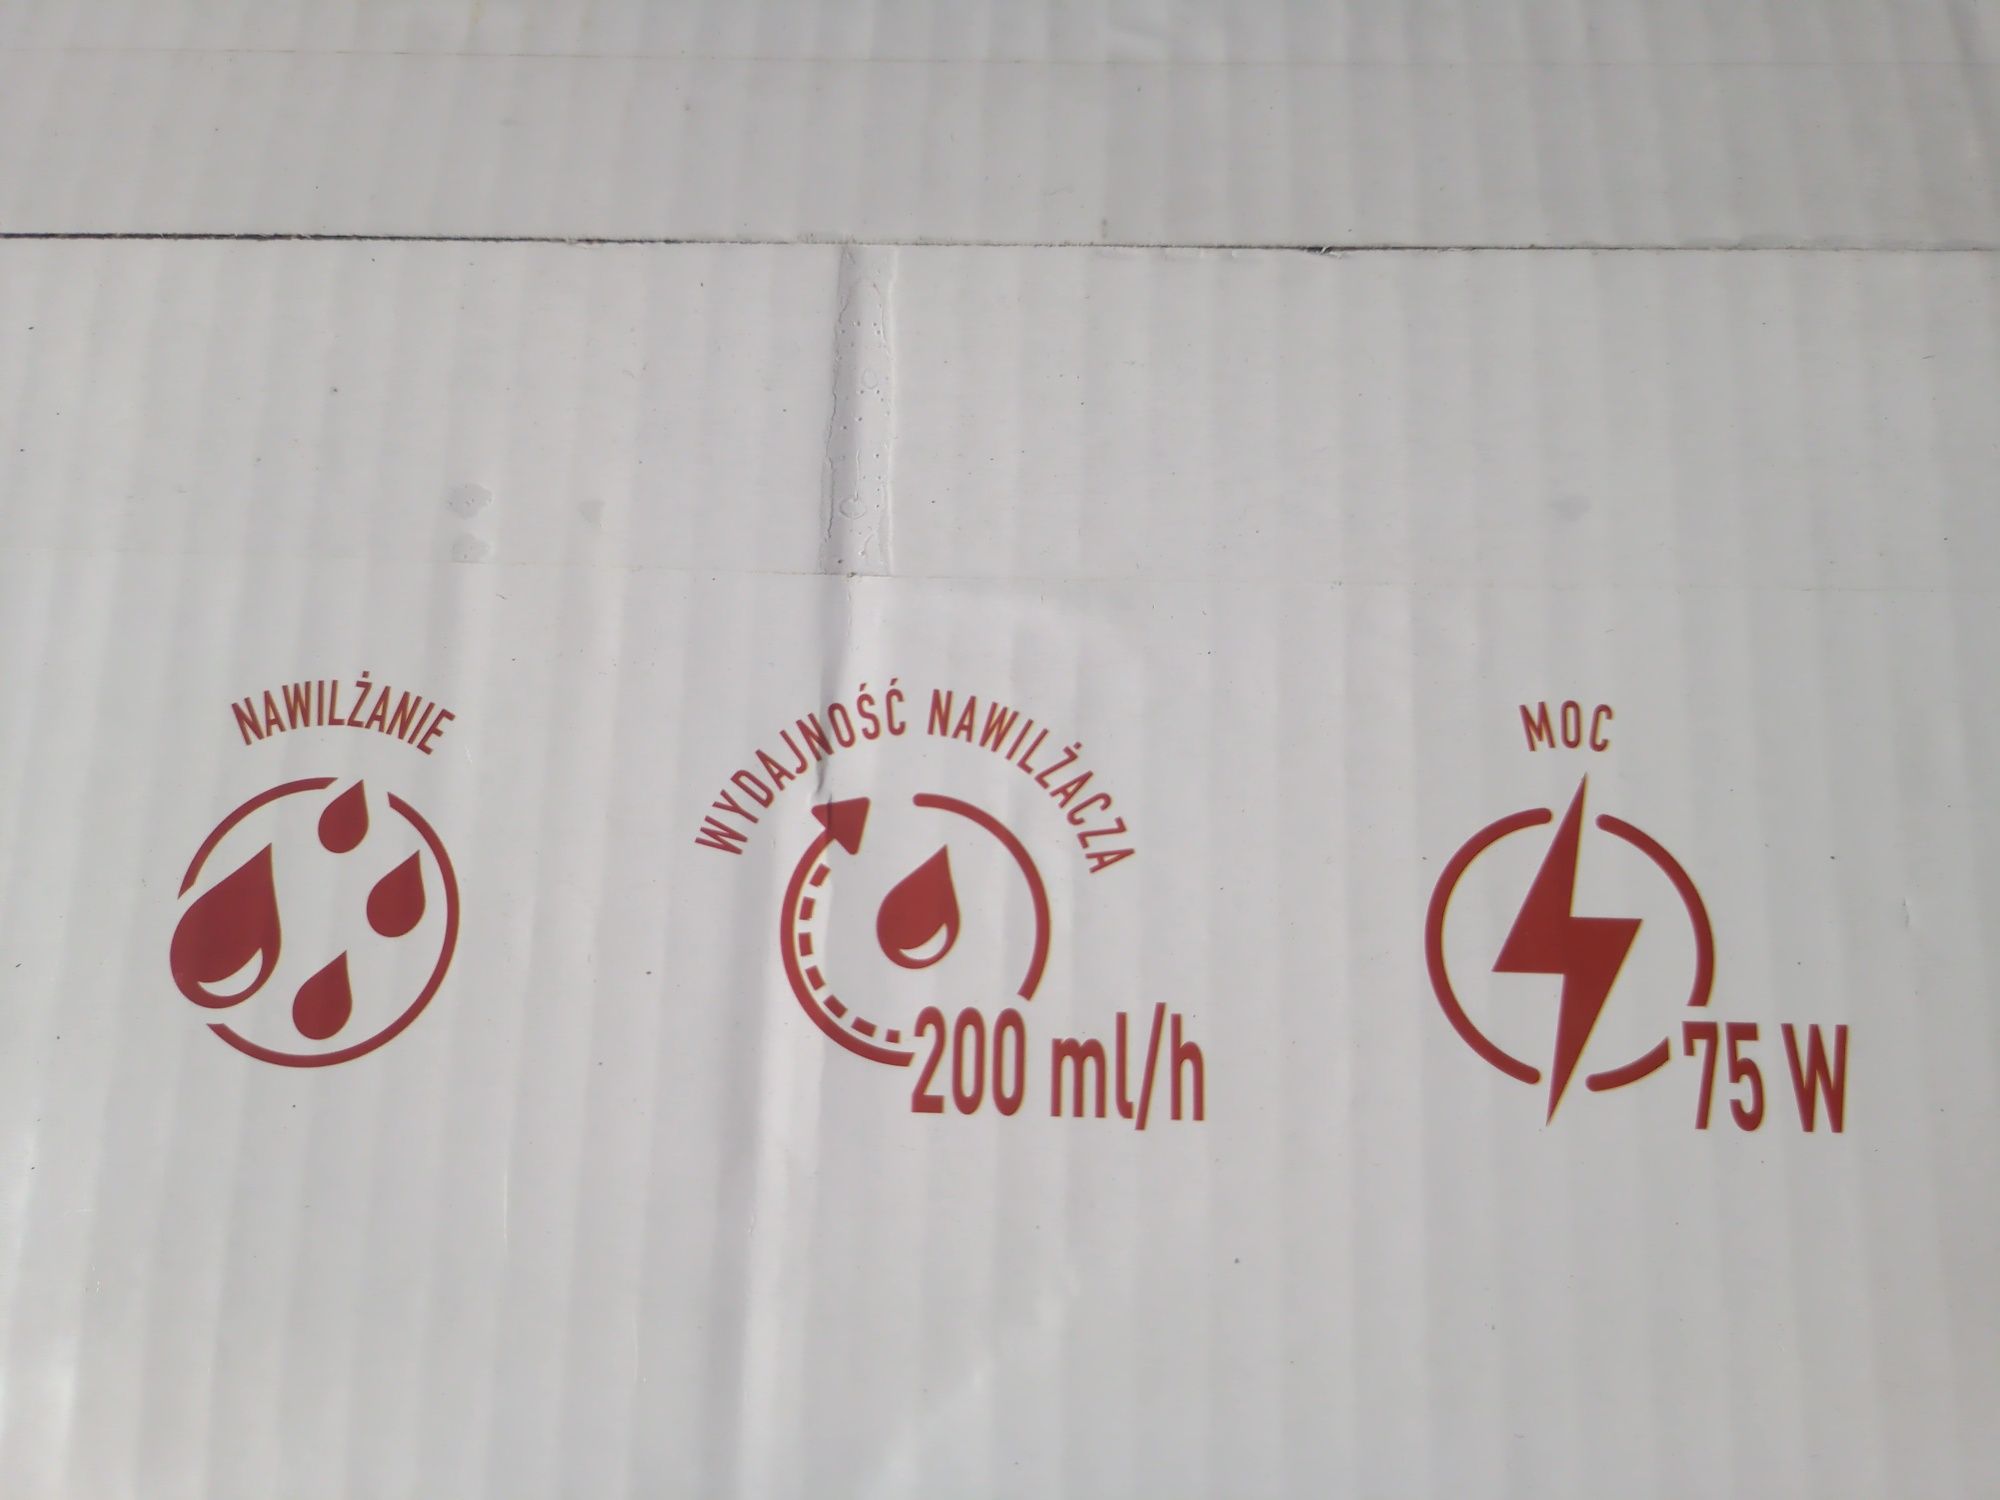 NAWILŻANIE
WYDAJNOŚĆ NAWILŻACZA
200 ml/h
MOC
75 W